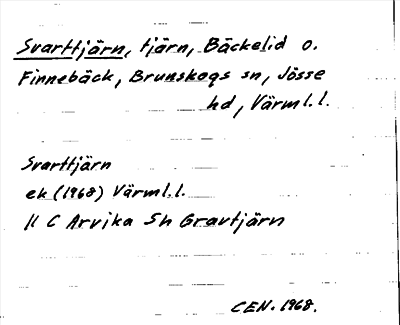 Svarttjärn, tjärn, Bäckelid o.
Finnebäck, Brunskogs sn, Jösse
hd, Värml.l.
Svarttjärn
ek (1968) Värml.l.
11 C Arvika Sh Gravtjärn
CEN. 1968.